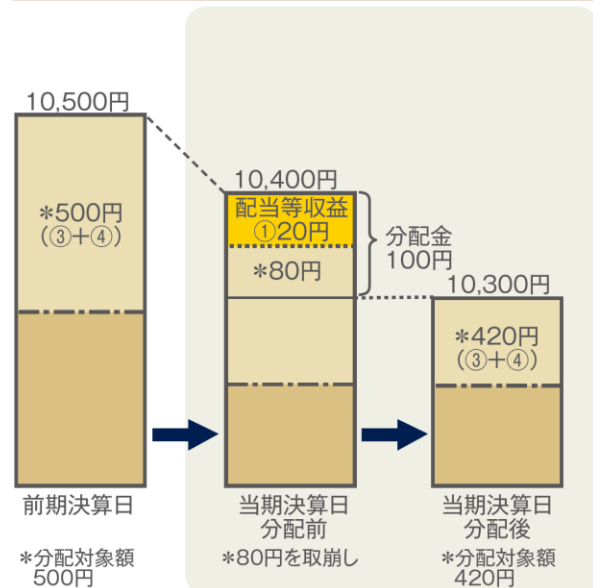 10,500円
*500円
(③+④)
前期決算日
*分配対象額
500円
10,400円
配当等収益
①20円
*80円
分配金
100円
当期決算日
分配前
*80円を取崩し
10,300円
*420円
(③+④)
当期決算日
分配後
*分配対象額
420円